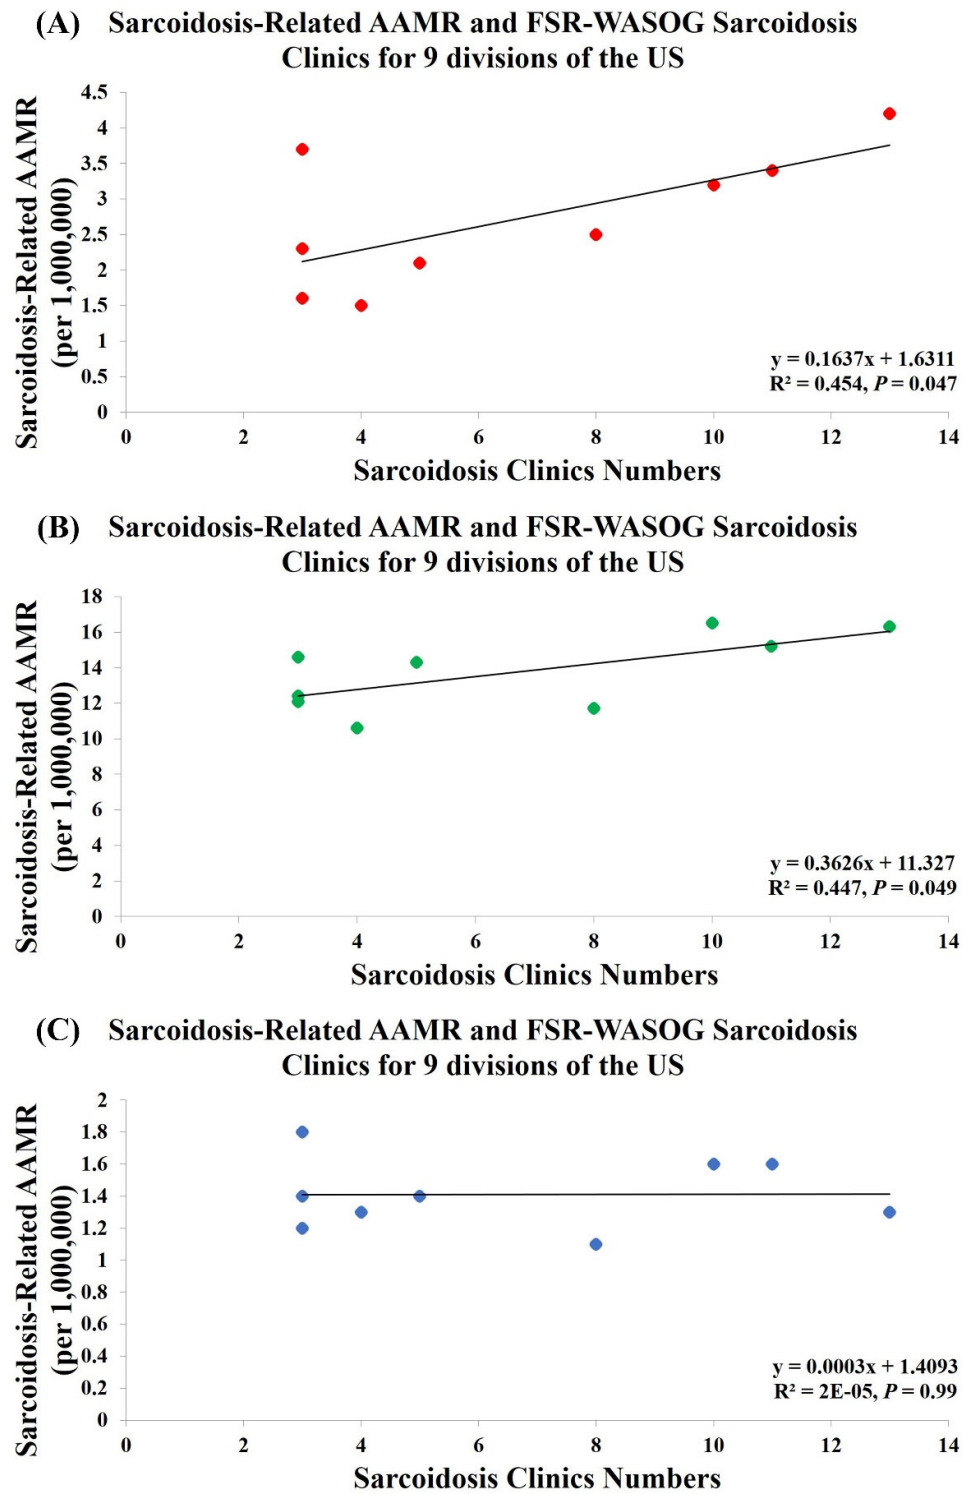 (A) Sarcoidosis-Related AAMR and FSR-WASOG Sarcoidosis
Clinics for 9 divisions of the US
Sarcoidosis-Related AAMR
(per 1,000,000)
4.5
4
3.5
3
2.5
2
1.5
1
0.5
0
y = 0.1637x + 1.6311
R² = 0.454, P = 0.047
0 2 4 6 8 10 12 14
Sarcoidosis Clinics Numbers
(B) Sarcoidosis-Related AAMR and FSR-WASOG Sarcoidosis
Clinics for 9 divisions of the US
Sarcoidosis-Related AAMR
(per 1,000,000)
18
16
14
12
10
8
6
4
2
0
y = 0.3626x + 11.327
R² = 0.447, P = 0.049
0 2 4 6 8 10 12 14
Sarcoidosis Clinics Numbers
(C) Sarcoidosis-Related AAMR and FSR-WASOG Sarcoidosis
Clinics for 9 divisions of the US
Sarcoidosis-Related AAMR
(per 1,000,000)
2
1.8
1.6
1.4
1.2
1
0.8
0.6
0.4
0.2
0
y = 0.0003x + 1.4093
R² = 2E-05, P = 0.99
0 2 4 6 8 10 12 14
Sarcoidosis Clinics Numbers